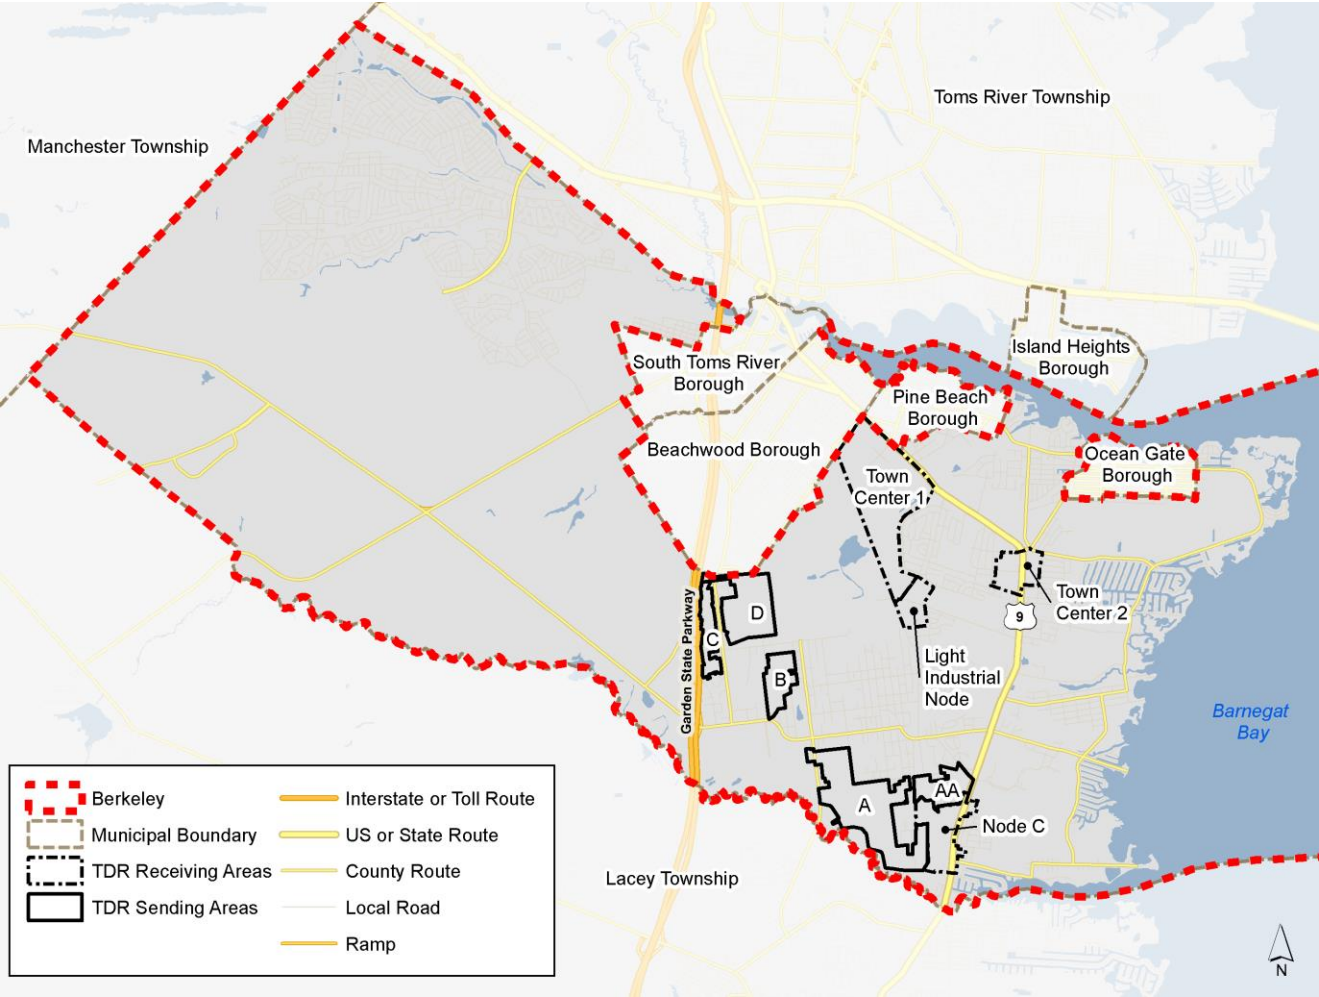 Toms River Township
Manchester Township
Island Heights
Borough
South Toms River
Borough
Pine Beach
Borough
Beachwood Borough
Ocean Gate
Borough
Town
Center 1
Town
Center 2
9
Garden State Parkway
D
C
B
Light
Industrial
Node
Barnegat
Bay
A
AA
Node C
Lacey Township
Berkeley
Municipal Boundary
TDR Receiving Areas
TDR Sending Areas
Interstate or Toll Route
US or State Route
County Route
Local Road
Ramp
N